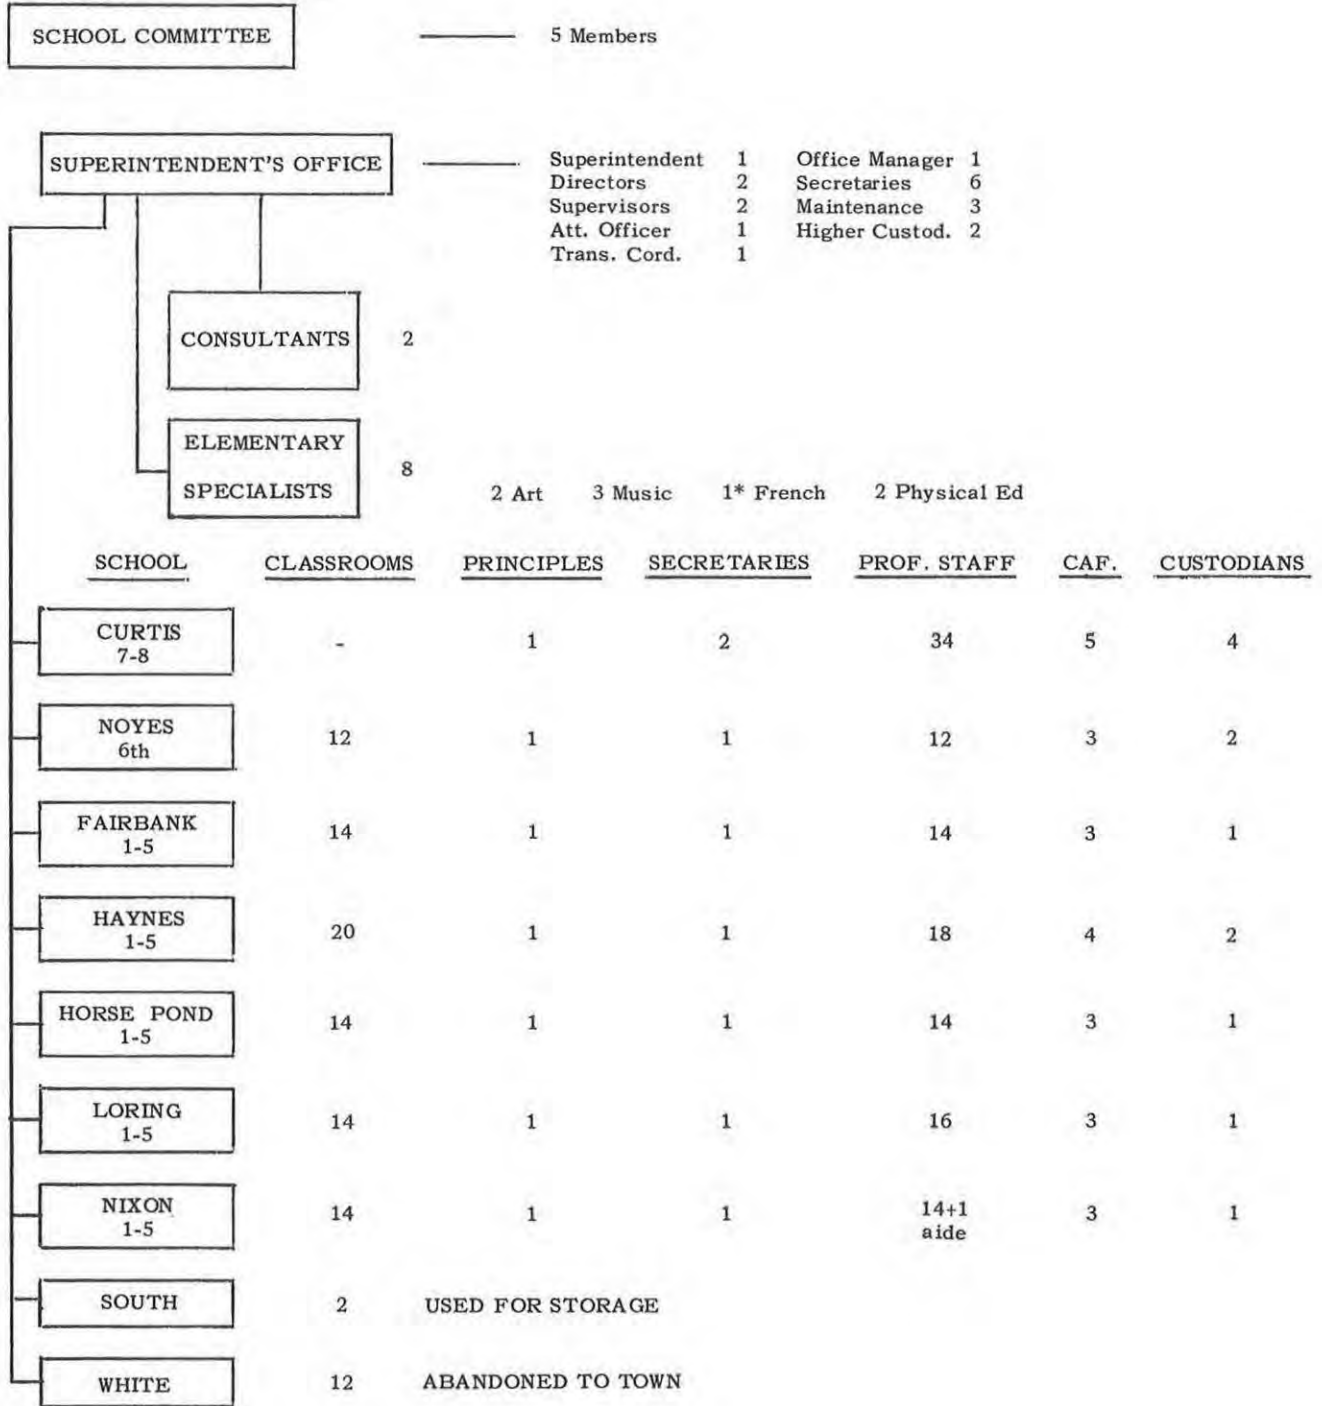 SCHOOL COMMITTEE 5 Members
SUPERINTENDENT'S OFFICE Superintendent 1 Office Manager 1
Directors 2 Secretaries 6
Supervisors 2 Maintenance 3
Att. Officer 1 Higher Custod. 2
Trans. Cord. 1
CONSULTANTS 2
ELEMENTARY
SPECIALISTS 8
2 Art 3 Music 1* French 2 Physical Ed
SCHOOL CLASSROOMS PRINCIPLES SECRETARIES PROF. STAFF CAF. CUSTODIANS
CURTIS
7-8 - 1 2 34 5 4
NOYES
6th 12 1 1 12 3 2
FAIRBANK
1-5 14 1 1 14 3 1
HAYNES
1-5 20 1 1 18 4 2
HORSE POND
1-5 14 1 1 14 3 1
LORING
1-5 14 1 1 16 3 1
NIXON
1-5 14 1 1 14+1
aide 3 1
SOUTH 2 USED FOR STORAGE
WHITE 12 ABANDONED TO TOWN